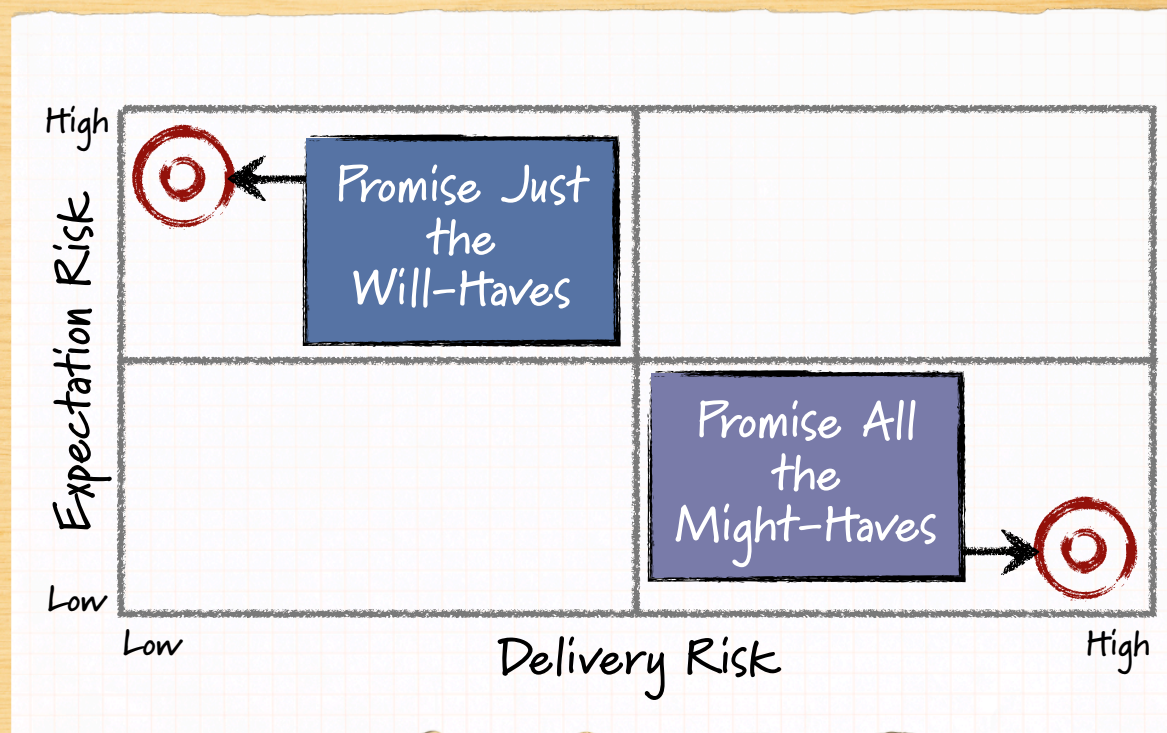 High
Promise Just
the
Will-Haves
Expectation Risk
Promise All
the
Might-Haves
Low
Low
Delivery Risk
High